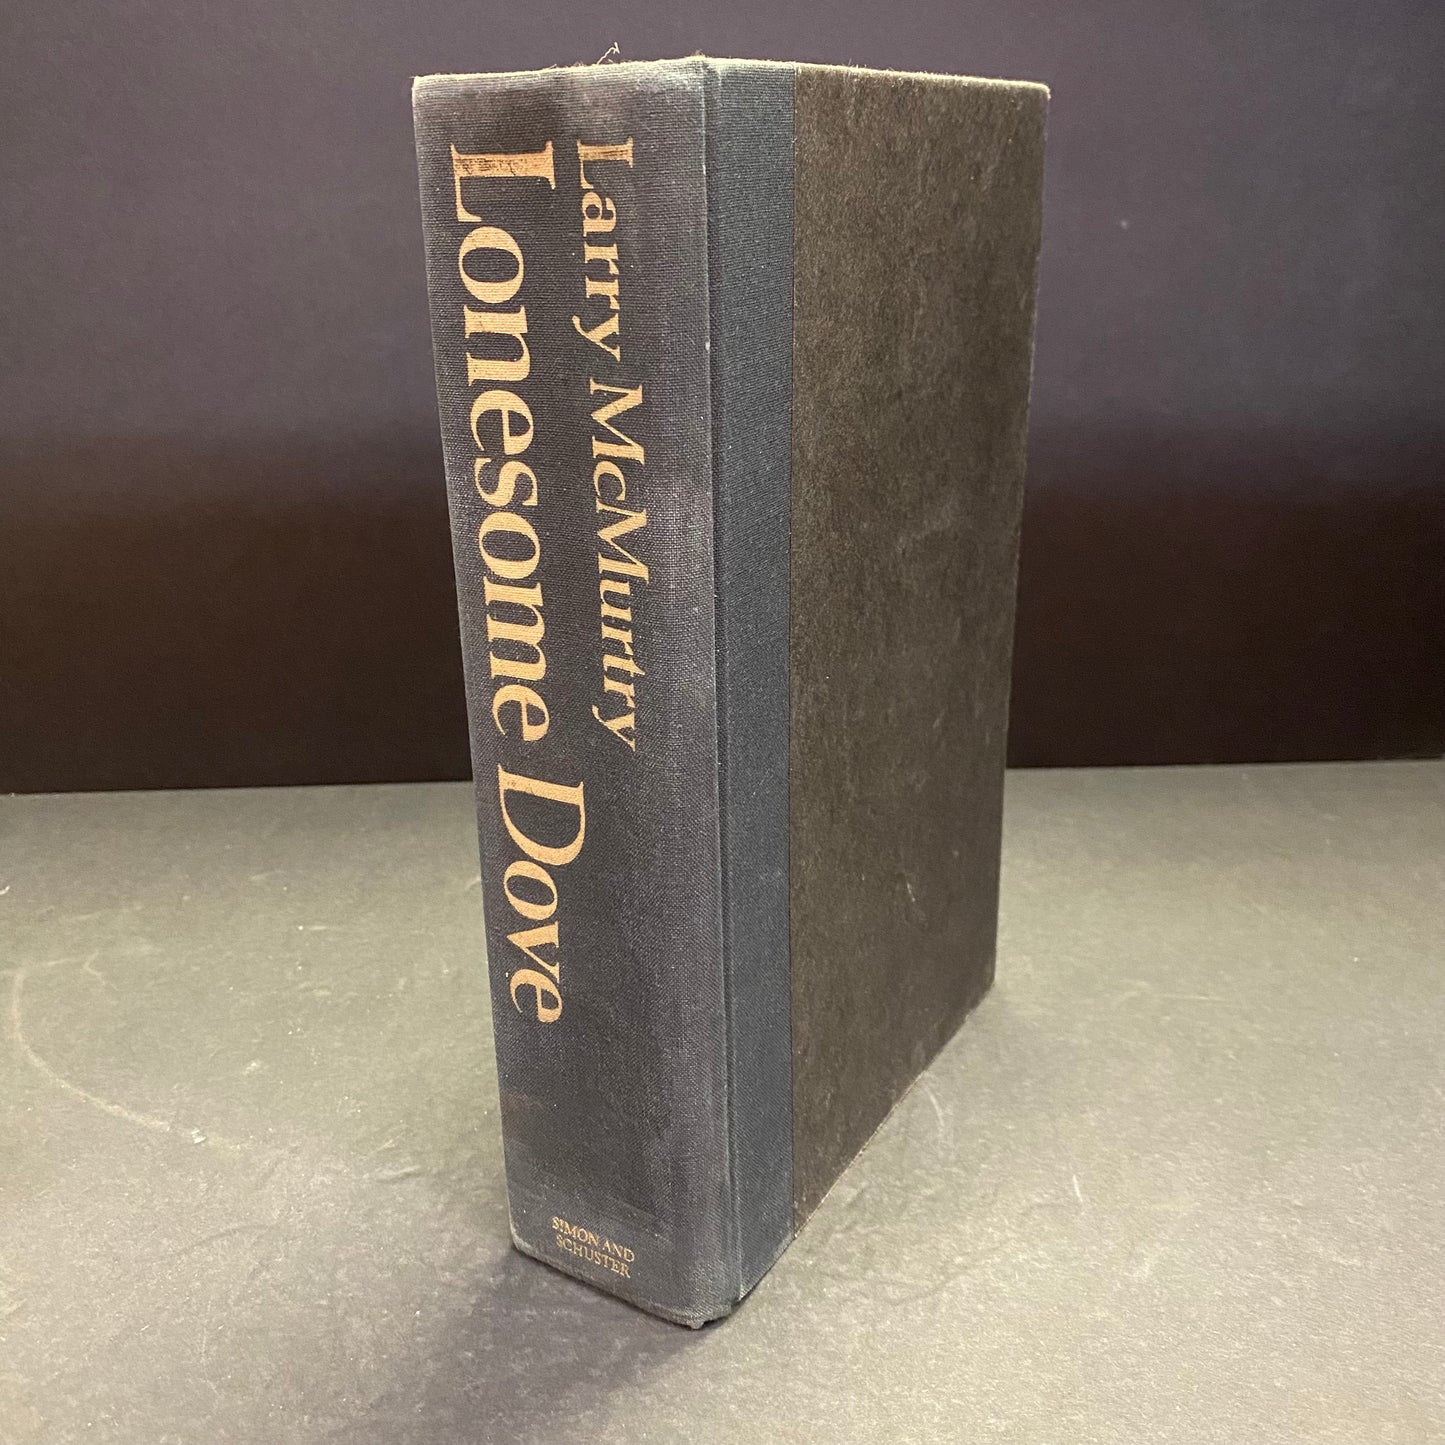 Larry McMurtry
Lonesome Dove
SIMON AND
SCHUSTER